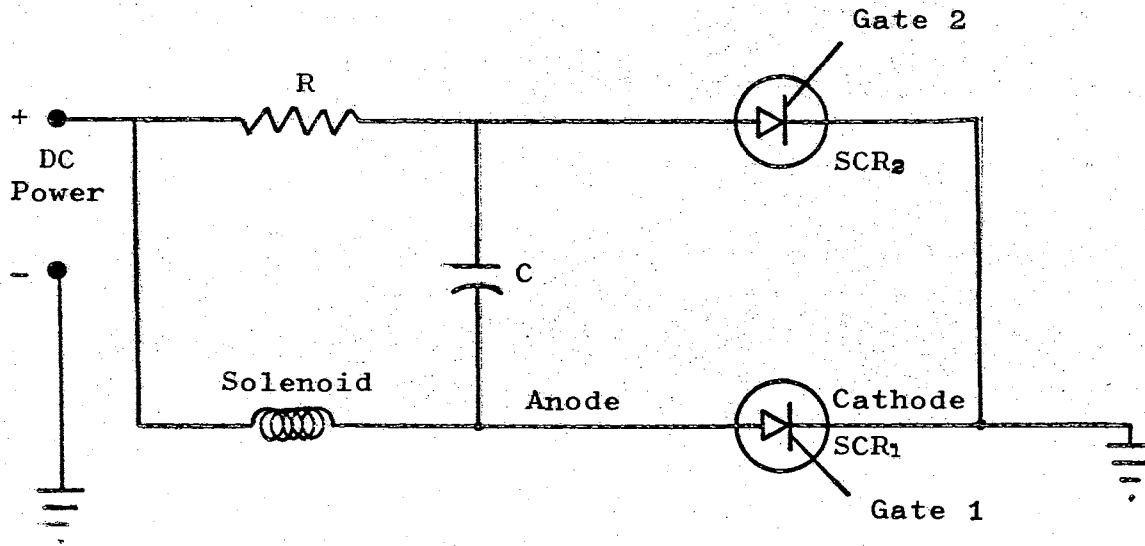 Gate 2
R
+
DC
Power
SCR₂
-
C
Solenoid
Anode
Cathode
SCR₁
Gate 1